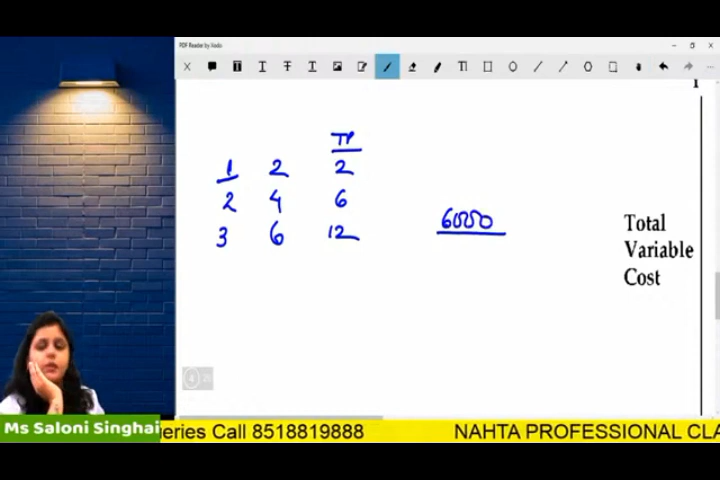 PDF Reader by Xodo
TP
1 2 2
2 4 6
3 6 12
6000
Total
Variable
Cost
4
Ms Saloni Singhai
eries Call 8518819888 NAHTA PROFESSIONAL CLA